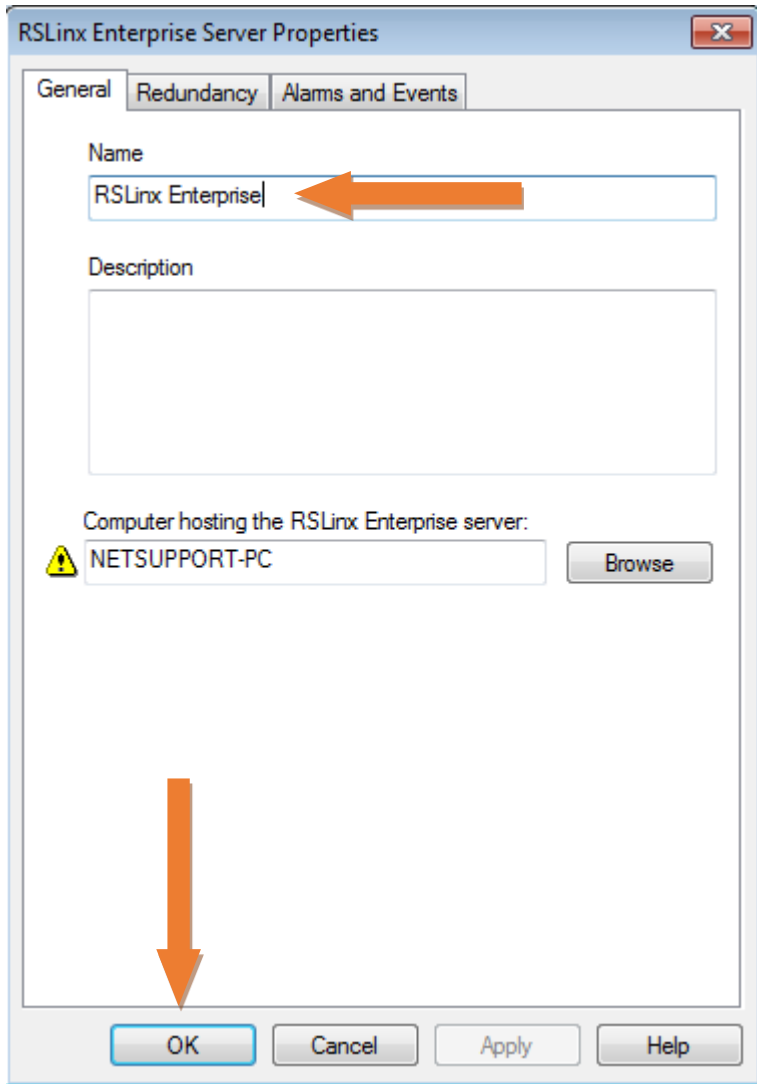 RSLinx Enterprise Server Properties
General Redundancy Alarms and Events
Name
RSLinx Enterprise
Description
Computer hosting the RSLinx Enterprise server:
NETSUPPORT-PC Browse
OK Cancel Apply Help